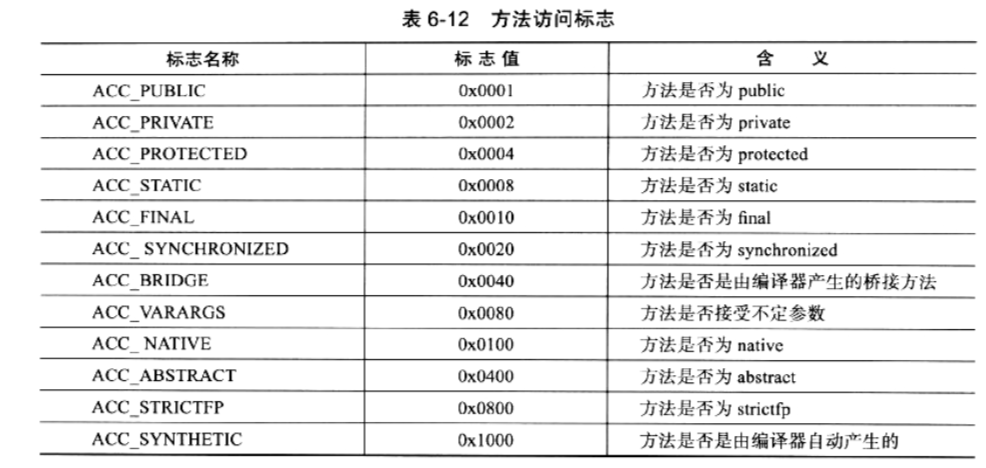 表 6-12 方法访问标志
标志名称 标 志 值 含 义
ACC_PUBLIC 0x0001 方法是否为 public
ACC_PRIVATE 0x0002 方法是否为 private
ACC_PROTECTED 0x0004 方法是否为 protected
ACC_STATIC 0x0008 方法是否为 static
ACC_FINAL 0x0010 方法是否为 final
ACC_ SYNCHRONIZED 0x0020 方法是否为 synchronized
ACC_BRIDGE 0x0040 方法是否是由编译器产生的桥接方法
ACC_VARARGS 0x0080 方法是否接受不定参数
ACC_ NATIVE 0x0100 方法是否为 native
ACC_ABSTRACT 0x0400 方法是否为 abstract
ACC_STRICTFP 0x0800 方法是否为 strictfp
ACC_SYNTHETIC 0x1000 方法是否是由编译器自动产生的